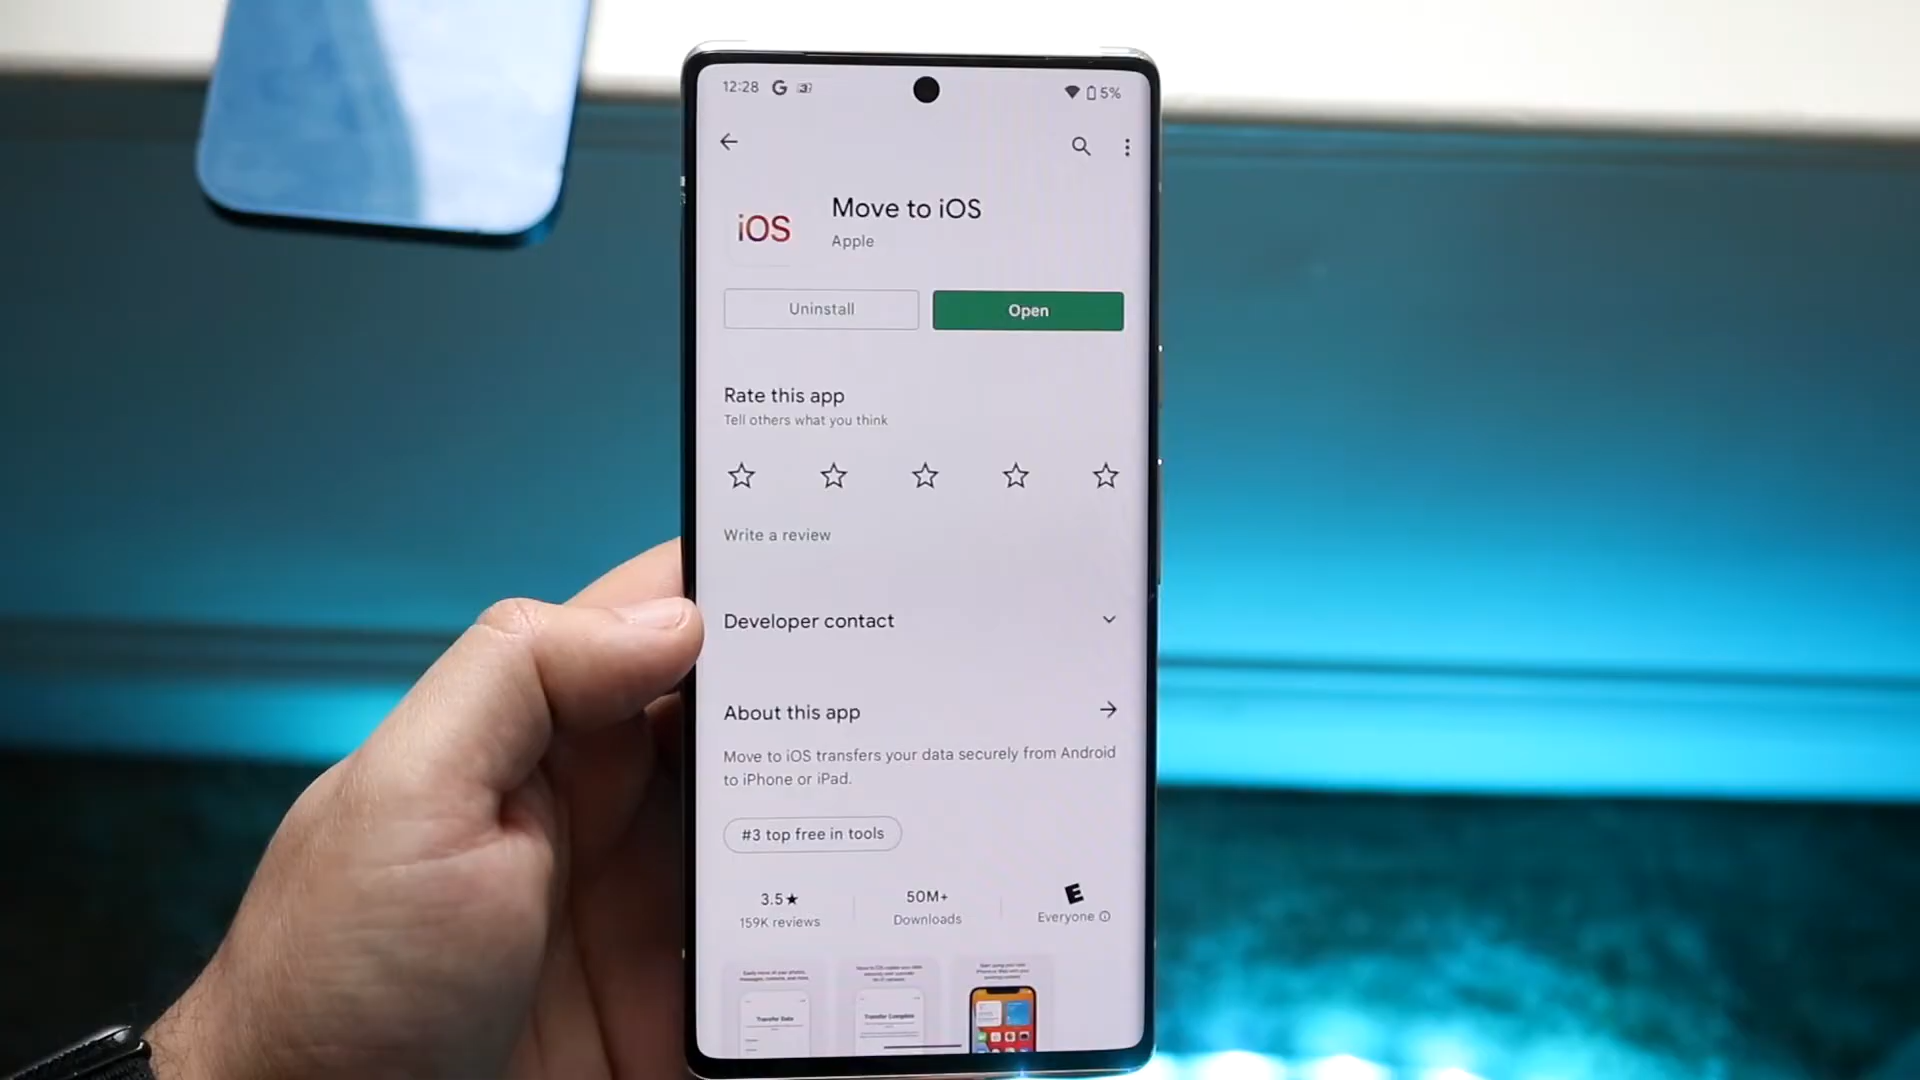 12:28 G 31 5%
iOS
Move to iOS
Apple
Uninstall
Open
Rate this app
Tell others what you think
Write a review
Developer contact
About this app
Move to iOS transfers your data securely from Android
to iPhone or iPad.
#3 top free in tools
3.5★
159K reviews
50M+
Downloads
E
Everyone
Transfer Data
Transfer Complete